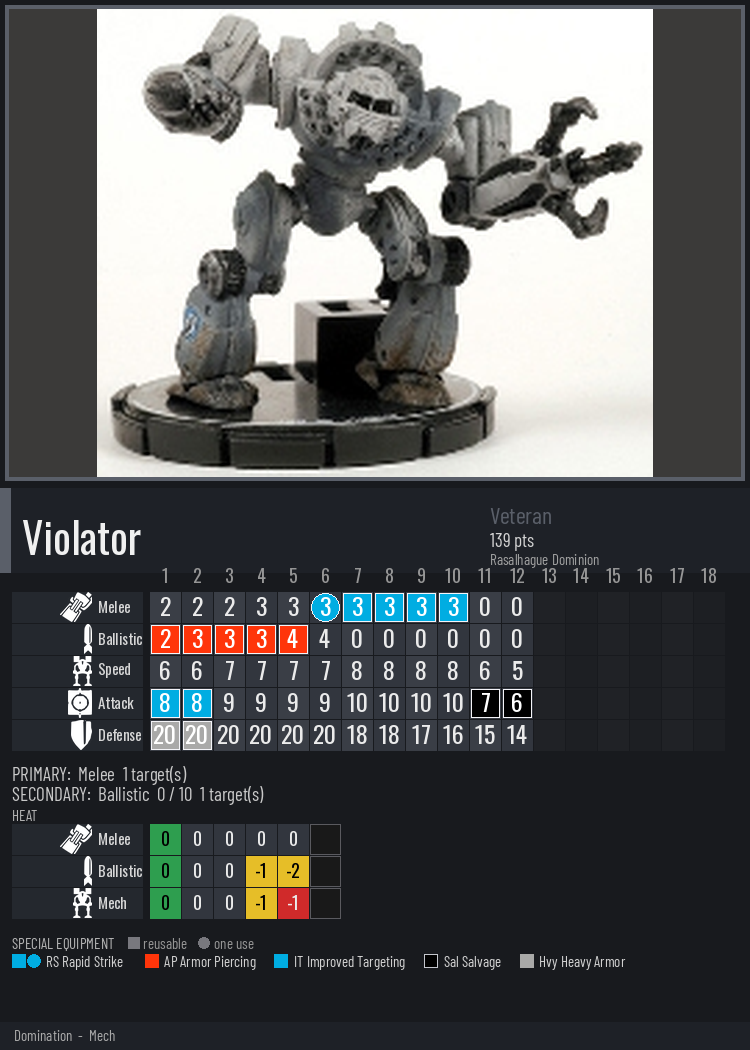 Violator
Veteran
139 pts
Rasalhague Dominion
1 2 3 4 5 6 7 8 9 10 11 12 13 14 15 16 17 18
Melee 2 2 2 3 3 3 3 3 3 3 0 0
Ballistic 2 3 3 3 4 4 0 0 0 0 0 0
Speed 6 6 7 7 7 7 8 8 8 8 6 5
Attack 8 8 9 9 9 9 10 10 10 10 7 6
Defense 20 20 20 20 20 20 18 18 17 16 15 14
PRIMARY: Melee 1 target(s)
SECONDARY: Ballistic 0 / 10 1 target(s)
HEAT
Melee 0 0 0 0 0
Ballistic 0 0 0 -1 -2
Mech 0 0 0 -1 -1
SPECIAL EQUIPMENT reusable one use
RS Rapid Strike AP Armor Piercing IT Improved Targeting Sal Salvage Hvy Heavy Armor
Domination - Mech